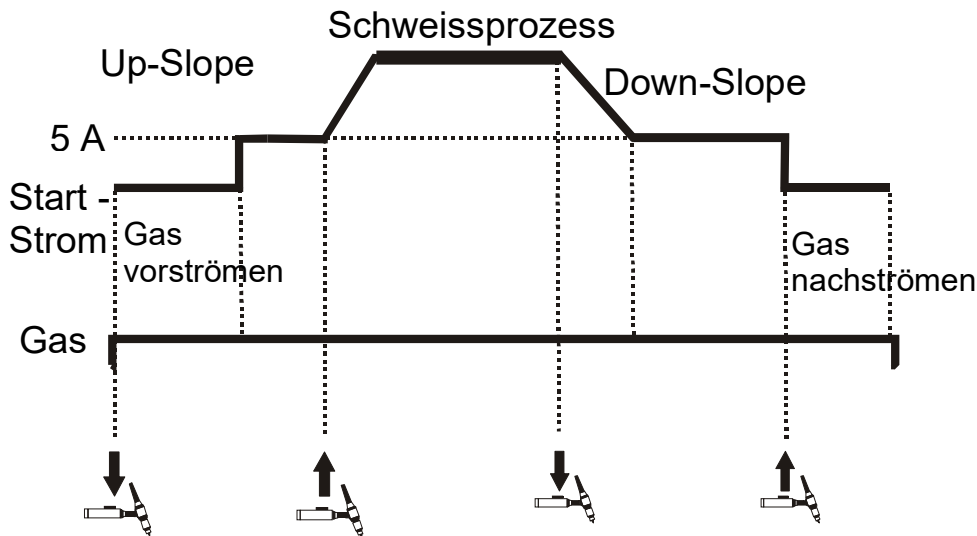 Schweissprozess
Up-Slope
Down-Slope
5 A
Start -
Strom
Gas
vorströmen
Gas
nachströmen
Gas